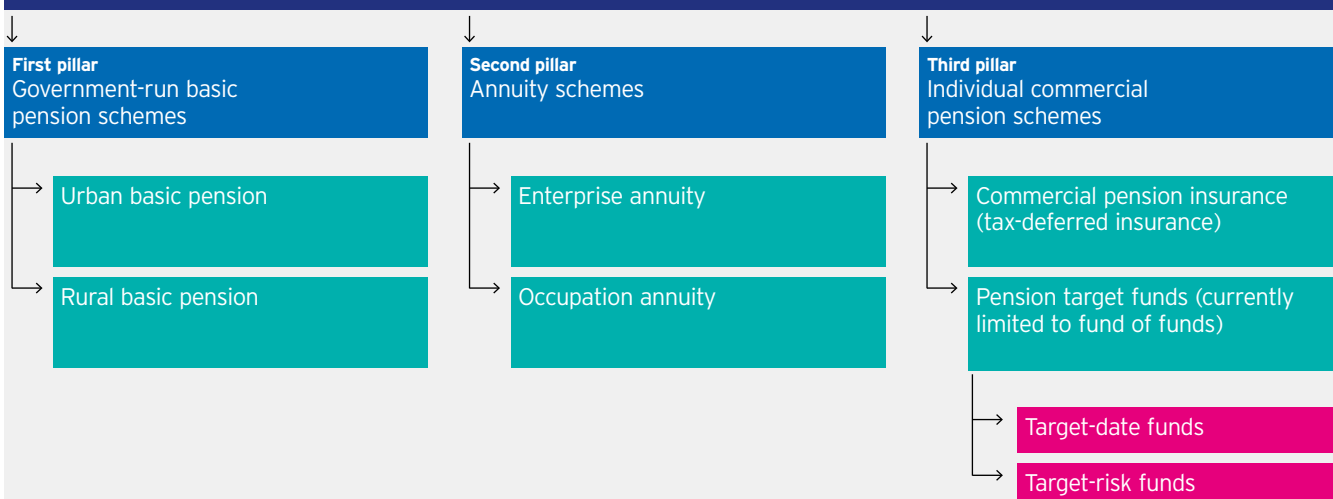 First pillar
Government-run basic
pension schemes
Urban basic pension
Rural basic pension
Second pillar
Annuity schemes
Enterprise annuity
Occupation annuity
Third pillar
Individual commercial
pension schemes
Commercial pension insurance
(tax-deferred insurance)
Pension target funds (currently
limited to fund of funds)
Target-date funds
Target-risk funds